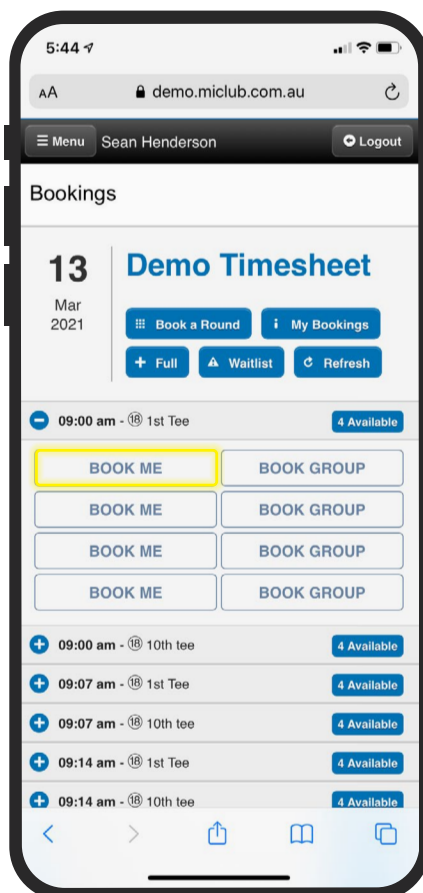 5:44
AA demo.miclub.com.au
Menu Sean Henderson Logout
Bookings
13
Mar
2021
Demo Timesheet
Book a Round i My Bookings
+ Full Waitlist Refresh
09:00 am - 18 1st Tee 4 Available
BOOK ME BOOK GROUP
BOOK ME BOOK GROUP
BOOK ME BOOK GROUP
BOOK ME BOOK GROUP
09:00 am - 18 10th tee 4 Available
09:07 am - 18 1st Tee 4 Available
09:07 am - 18 10th tee 4 Available
09:14 am - 18 1st Tee 4 Available
09:14 am - 18 10th tee 4 Available